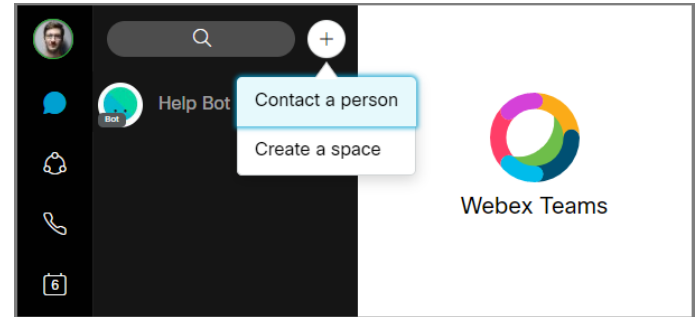 Help Bot
Bot
Contact a person
Create a space
Webex Teams
6